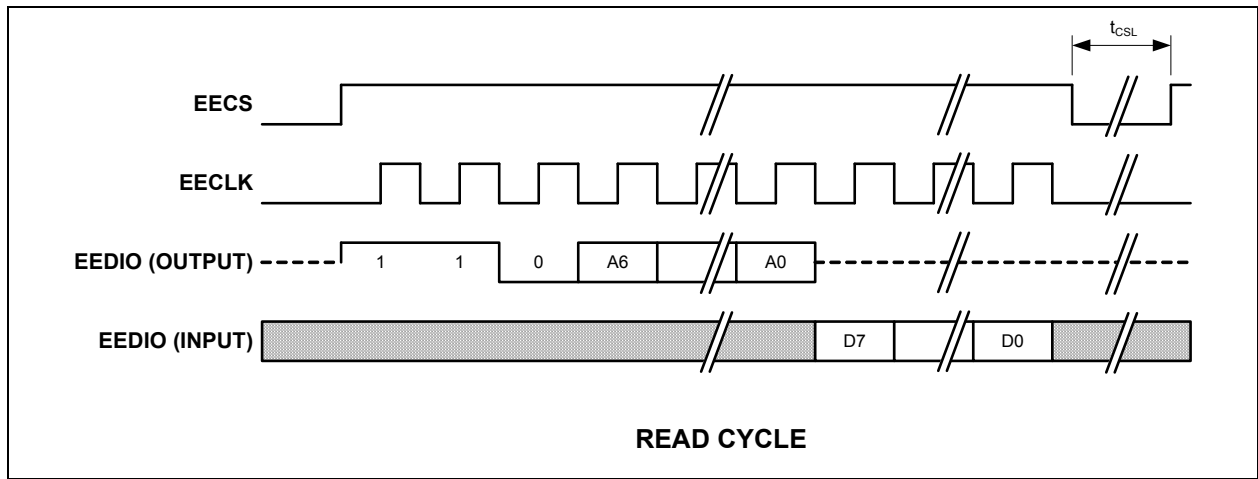 tCSL
EECS
EECLK
EEDIO (OUTPUT) 1 1 0 A6 A0
EEDIO (INPUT) D7 D0
READ CYCLE